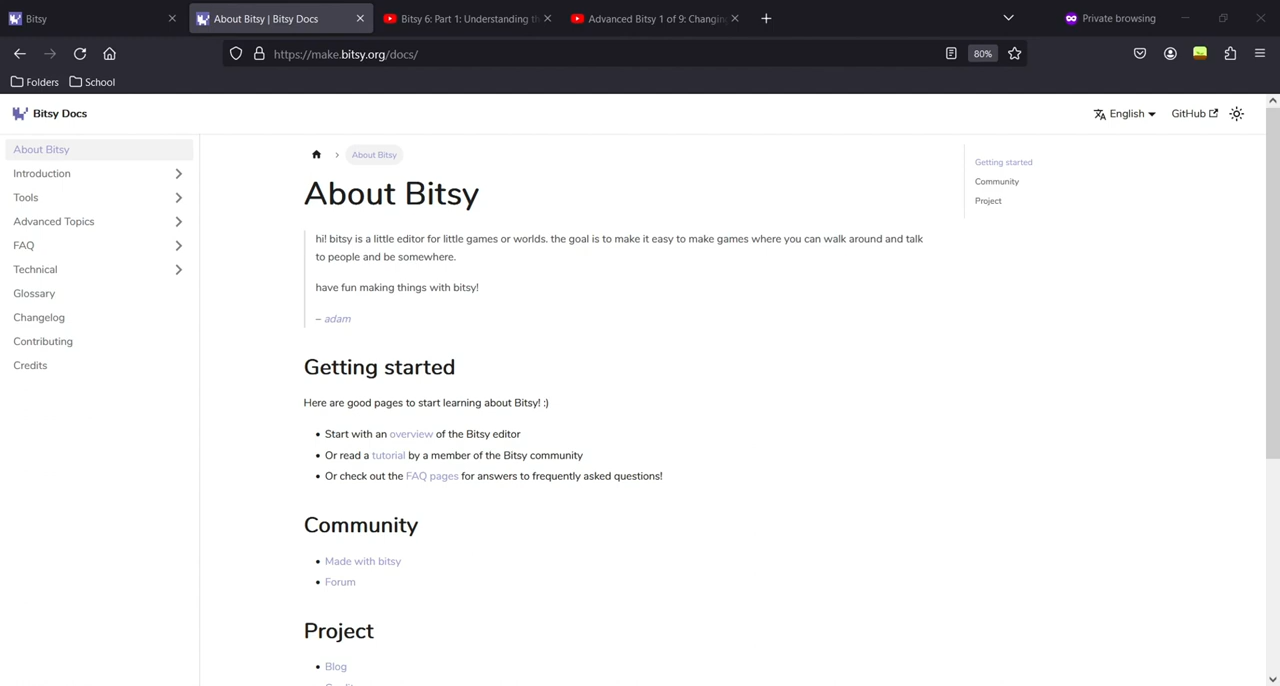 Bitsy
About Bitsy | Bitsy Docs
Bitsy 6: Part 1: Understanding th
Advanced Bitsy 1 of 9: Changin
Private browsing
https://make.bitsy.org/docs/
80%
Folders
School
Bitsy Docs
English
GitHub
About Bitsy
Introduction
Tools
Advanced Topics
FAQ
Technical
Glossary
Changelog
Contributing
Credits
About Bitsy
About Bitsy
hi! bitsy is a little editor for little games or worlds. the goal is to make it easy to make games where you can walk around and talk
to people and be somewhere.
have fun making things with bitsy!
– adam
Getting started
Here are good pages to start learning about Bitsy! :)
• Start with an overview of the Bitsy editor
• Or read a tutorial by a member of the Bitsy community
• Or check out the FAQ pages for answers to frequently asked questions!
Community
• Made with bitsy
• Forum
Project
• Blog
Getting started
Community
Project